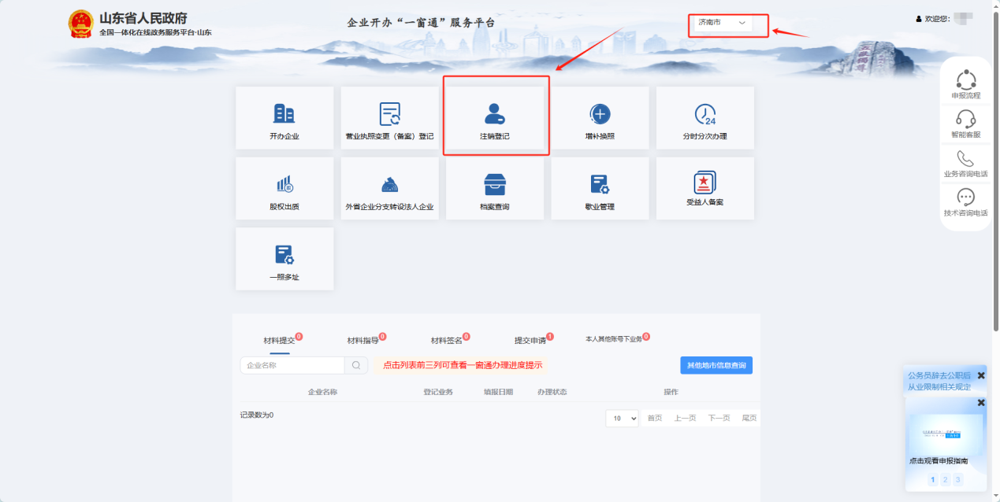 山东省人民政府
全国一体化在线政务服务平台·山东
企业开办“一窗通”服务平台
济南市
欢迎您:
五岳独尊
申报流程
智能客服
业务咨询电话
技术咨询电话
开办企业
营业执照变更（备案）登记
注销登记
增补换照
24
分时分次办理
股权出质
外省企业分支转设法人企业
档案查询
歇业管理
受益人备案
一照多址
材料提交 0
材料指导 0
材料签名 0
提交申请 1
本人其他账号下业务 0
企业名称
点击列表前三列可查看一窗通办理进度提示
其他地市信息查询
企业名称 登记业务 填报日期 办理状态 操作
记录数为0
10 首页 上一页 下一页 尾页
公务员辞去公职后
从业限制相关规定
点击观看申报指南
1 2 3